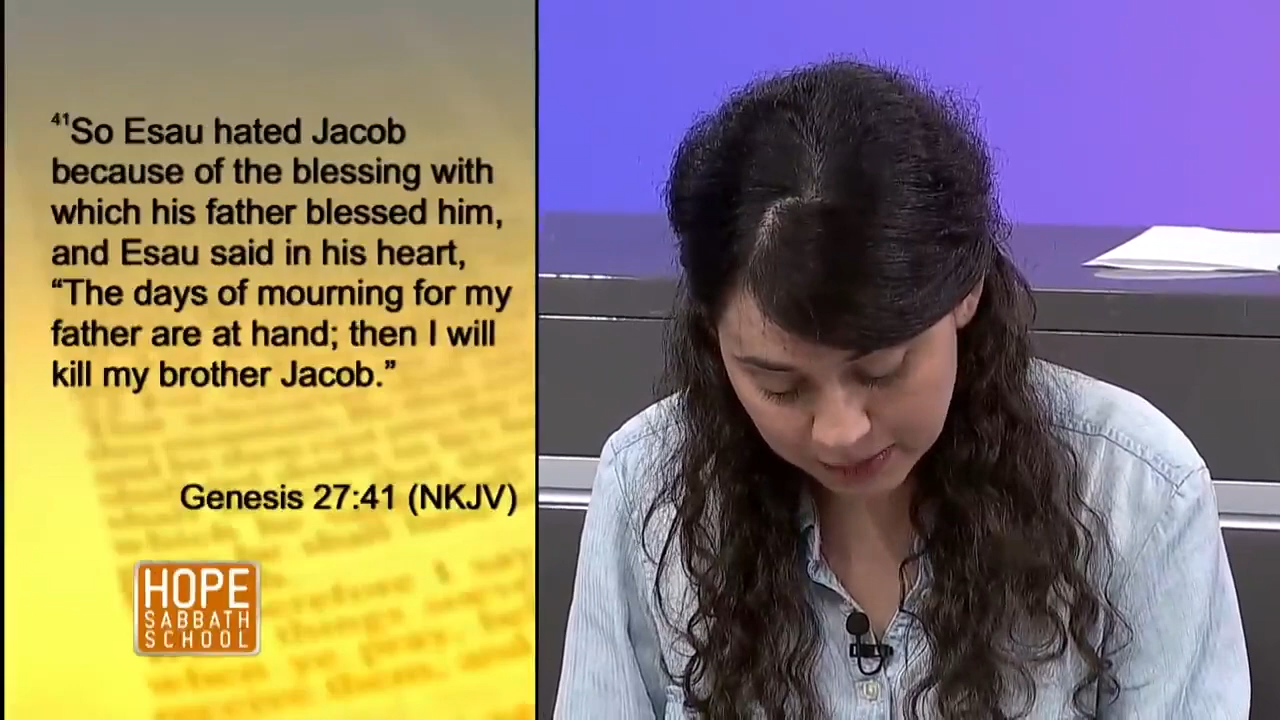 ⁴¹So Esau hated Jacob
because of the blessing with
which his father blessed him,
and Esau said in his heart,
“The days of mourning for my
father are at hand; then I will
kill my brother Jacob.”
Genesis 27:41 (NKJV)
HOPE
SABBATH
SCHOOL